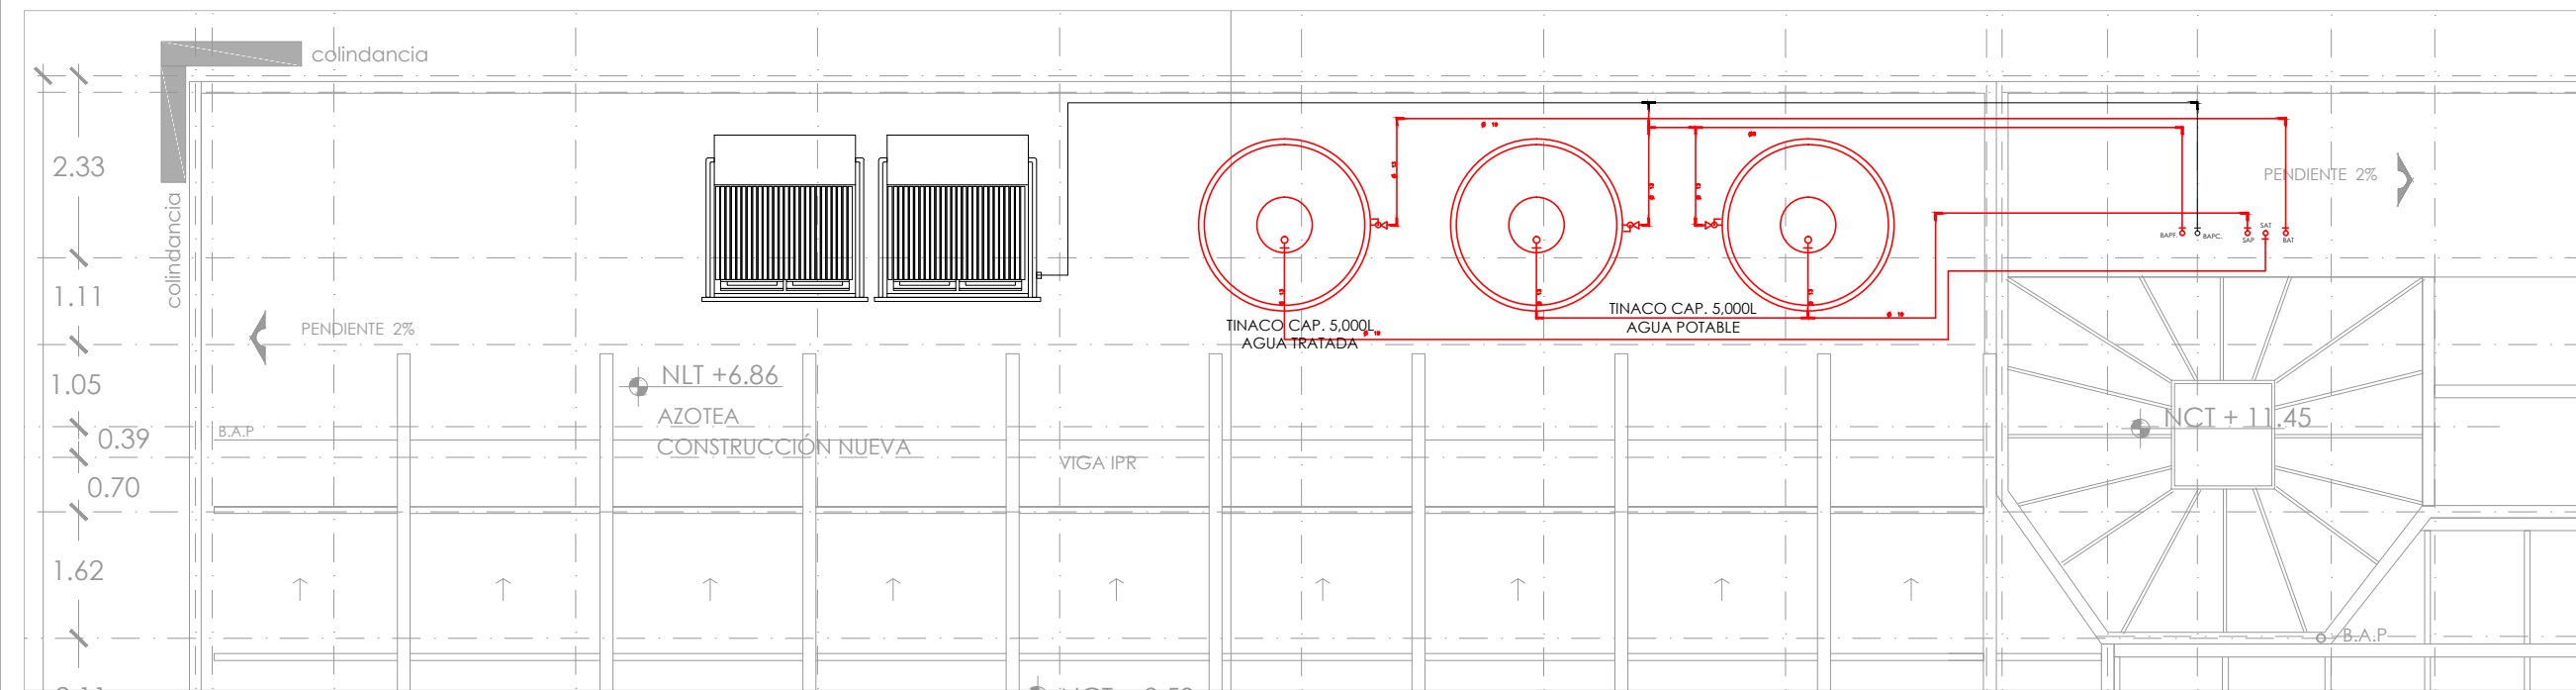 colindancia
colindancia
2.33
1.11
1.05
0.39
0.70
1.62
PENDIENTE 2%
B.A.P
NLT +6.86
AZOTEA
CONSTRUCCIÓN NUEVA
VIGA IPR
TINACO CAP. 5,000L
AGUA TRATADA
TINACO CAP. 5,000L
AGUA POTABLE
PENDIENTE 2%
BAPF.
BAPC.
SAP
SAT
BAT
NCT + 11.45
B.A.P